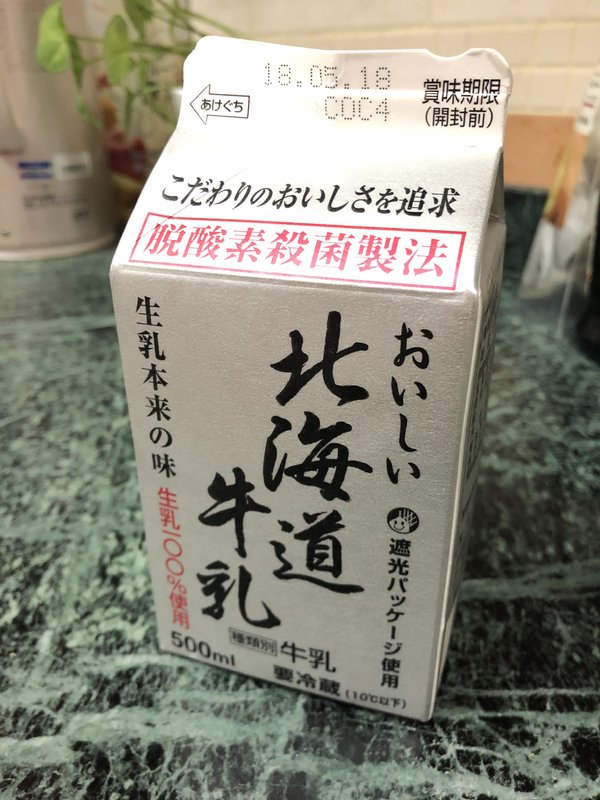 18.05.18
COC4
あけぐち
賞味期限
(開封前)
こだわりのおいしさを追求
脱酸素殺菌製法
おいしい
北海道
牛乳
遮光パッケージ使用
生乳本来の味
生乳一〇〇%使用
500ml
種類別 牛乳
要冷蔵(10℃以下)